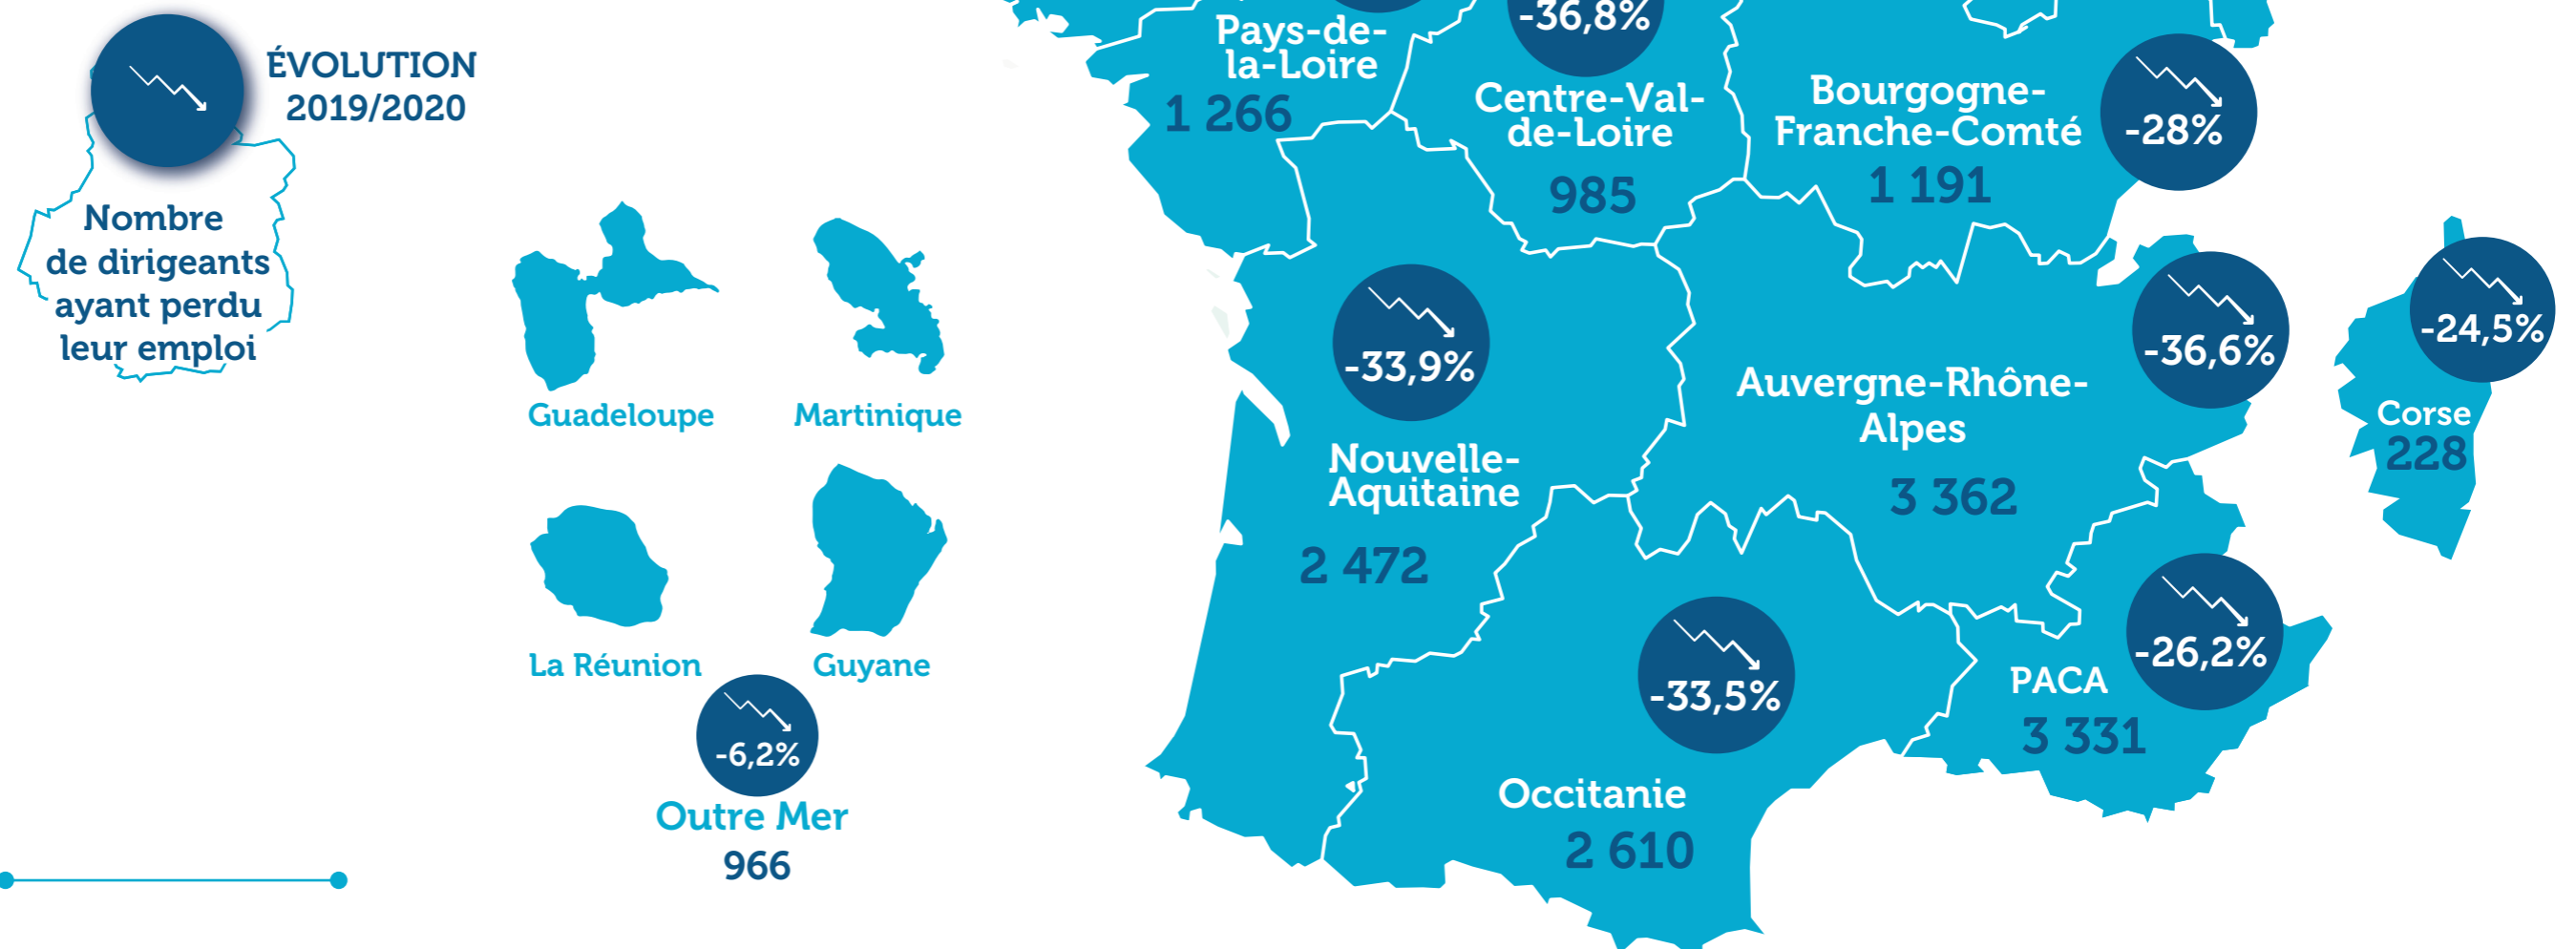 ÉVOLUTION
2019/2020
Nombre
de dirigeants
ayant perdu
leur emploi
Guadeloupe
Martinique
La Réunion
Guyane
-6,2%
Outre Mer
966
Pays-de-
la-Loire
1 266
-36,8%
Centre-Val-
de-Loire
985
Bourgogne-
Franche-Comté
1 191
-28%
-33,9%
Nouvelle-
Aquitaine
2 472
Auvergne-Rhône-
Alpes
3 362
-36,6%
-24,5%
Corse
228
-33,5%
Occitanie
2 610
PACA
3 331
-26,2%